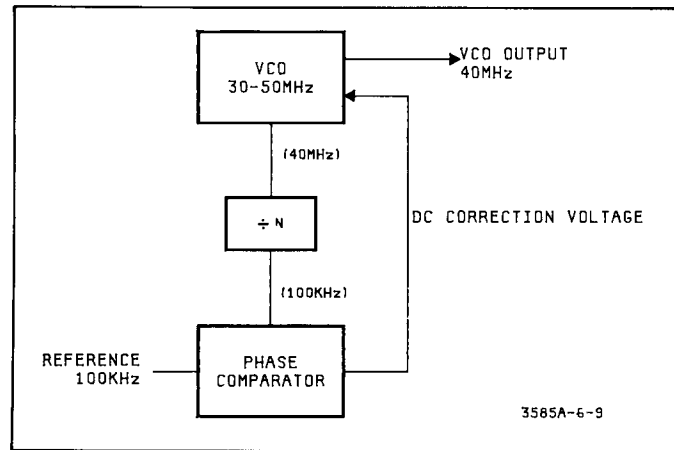 VCO
30-50MHz
VCO OUTPUT
40MHz
(40MHz)
÷N
DC CORRECTION VOLTAGE
(100KHz)
REFERENCE
100KHz
PHASE
COMPARATOR
3585A-6-9